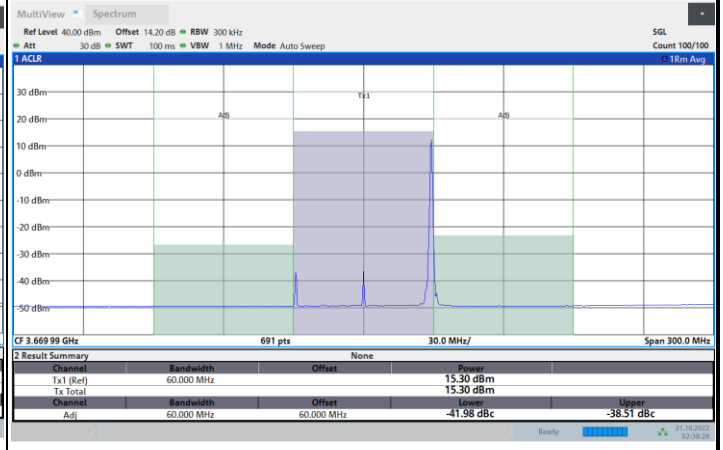 MultiView Spectrum
Ref Level 40.00 dBm Offset 14.20 dB RBW 300 kHz SGL
Att 30 dB SWT 100 ms VBW 1 MHz Mode Auto Sweep Count 100/100
1 ACLR 1Rm Avg
30 dBm
Tx1
20 dBm
Adj Adj
10 dBm
0 dBm
-10 dBm
-20 dBm
-30 dBm
-40 dBm
-50 dBm
CF 3.669 99 GHz 691 pts 30.0 MHz/ Span 300.0 MHz
2 Result Summary None
Channel Bandwidth Offset Power
Tx1 (Ref) 60.000 MHz 15.30 dBm
Tx Total 15.30 dBm
Channel Bandwidth Offset Lower Upper
Adj 60.000 MHz 60.000 MHz -41.98 dBc -38.51 dBc
Ready 21.10.2022
02:38:28